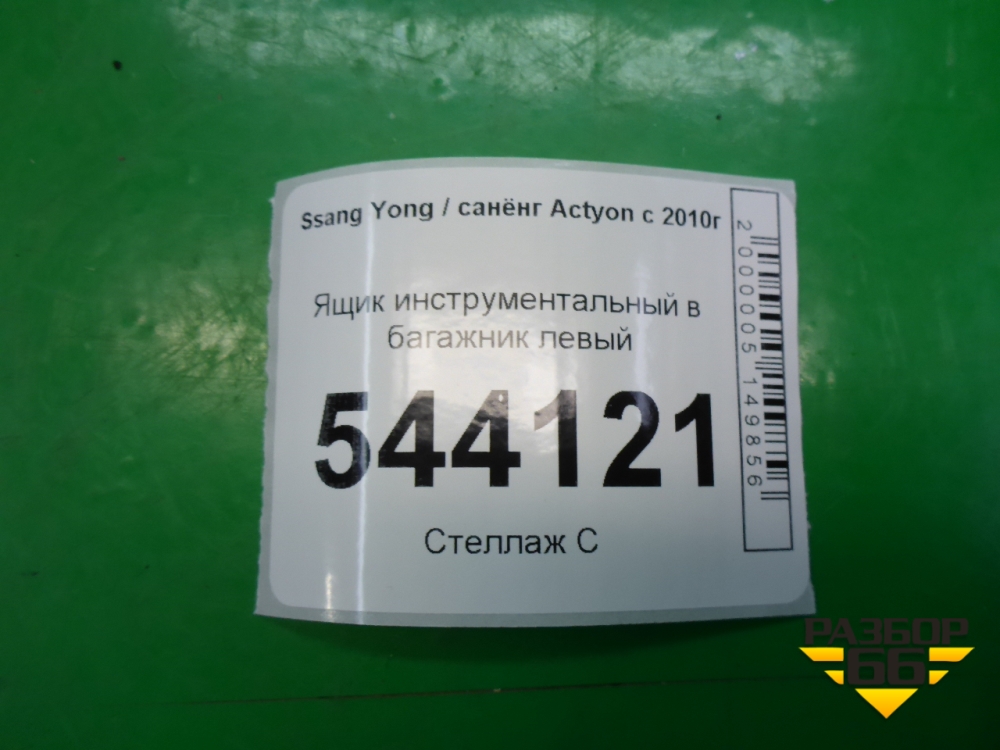 Ssang Yong / санёнг Actyon с 2010г
Ящик инструментальный в
багажник левый
544121
Стеллаж С
2000005149856
РАЗБОР
66